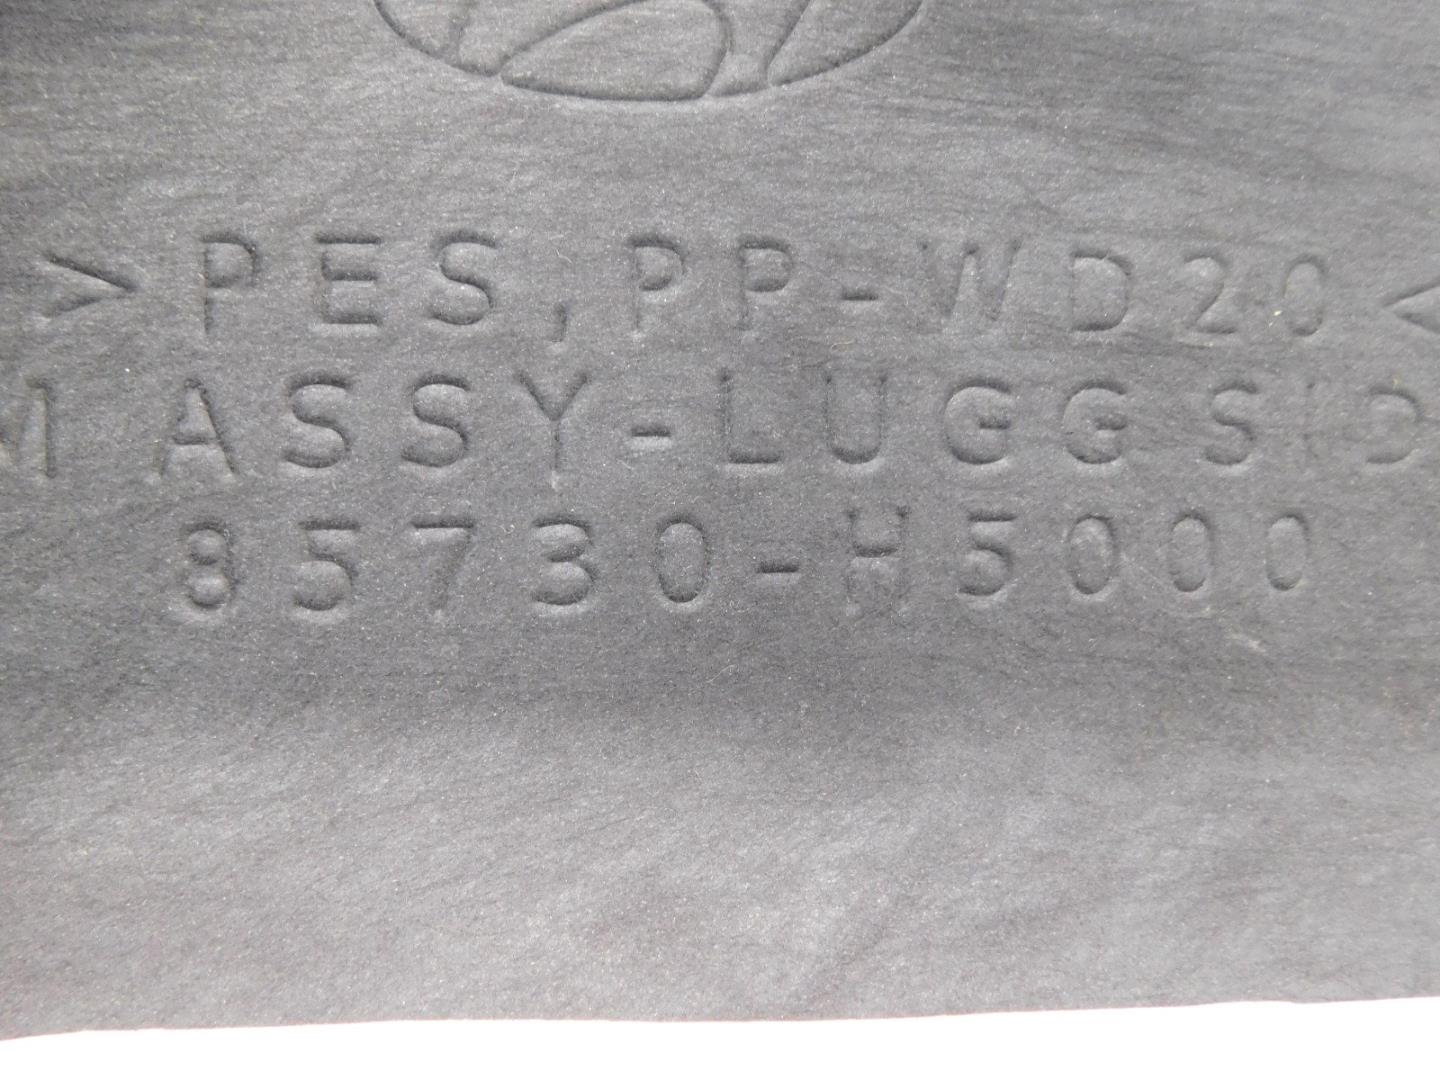 >PES,PP-WD20<
M ASSY-LUGG SID
85730-H5000